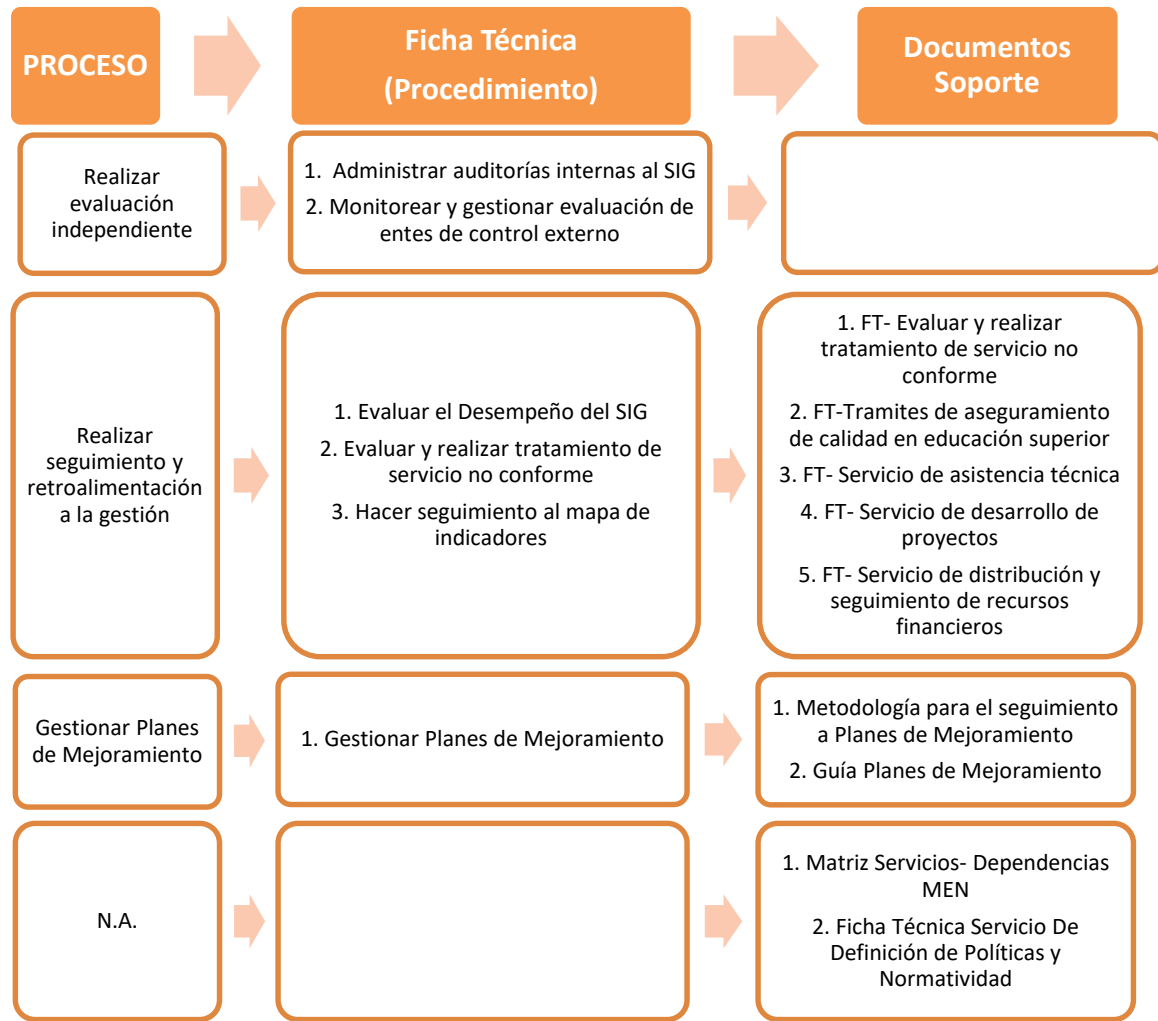 PROCESO
Ficha Técnica
(Procedimiento)
Documentos
Soporte
Realizar
evaluación
independiente
1. Administrar auditorías internas al SIG
2. Monitorear y gestionar evaluación de
entes de control externo
Realizar
seguimiento y
retroalimentación
a la gestión
1. Evaluar el Desempeño del SIG
2. Evaluar y realizar tratamiento de
servicio no conforme
3. Hacer seguimiento al mapa de
indicadores
1. FT- Evaluar y realizar
tratamiento de servicio no
conforme
2. FT-Tramites de aseguramiento
de calidad en educación superior
3. FT- Servicio de asistencia técnica
4. FT- Servicio de desarrollo de
proyectos
5. FT- Servicio de distribución y
seguimiento de recursos
financieros
Gestionar Planes
de Mejoramiento
1. Gestionar Planes de Mejoramiento
1. Metodología para el seguimiento
a Planes de Mejoramiento
2. Guía Planes de Mejoramiento
N.A.
1. Matriz Servicios- Dependencias
MEN
2. Ficha Técnica Servicio De
Definición de Políticas y
Normatividad